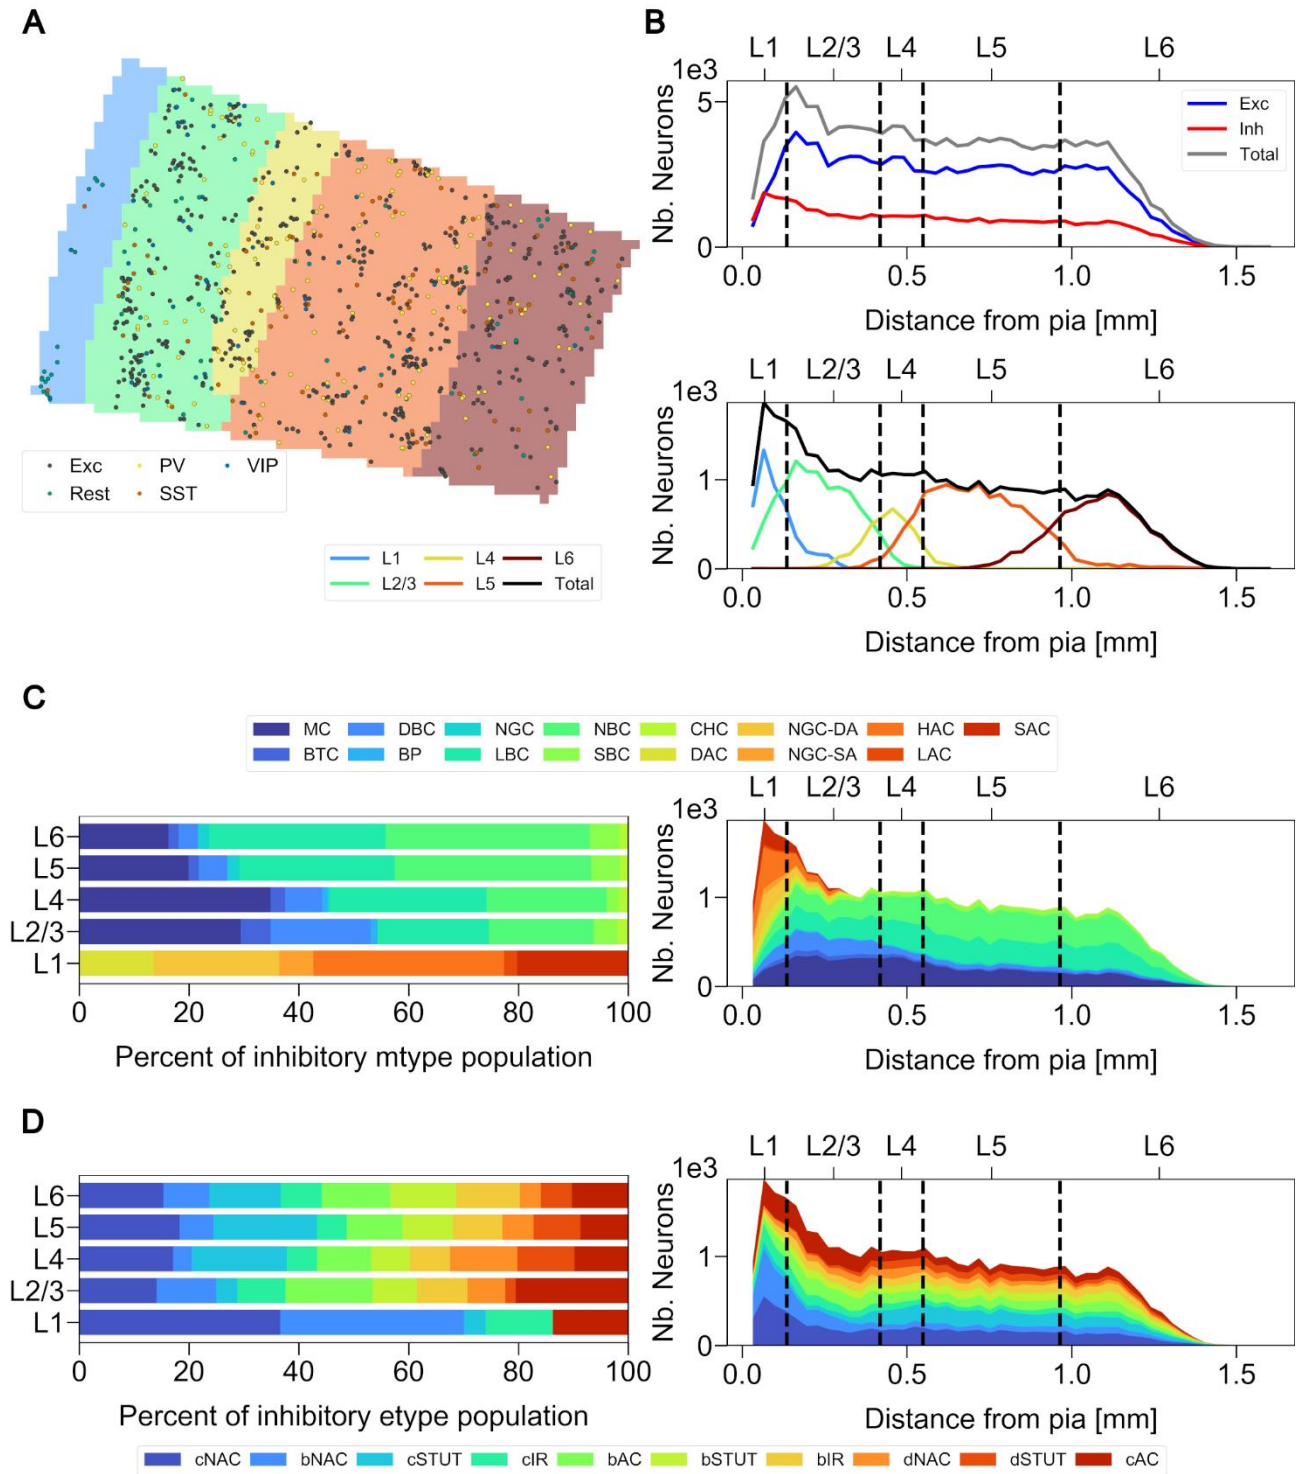 A
Exc PV VIP
Rest SST
L1 L4 L6
L2/3 L5 Total
B
L1 L2/3 L4 L5 L6
1e3
5
0
Nb. Neurons
Exc
Inh
Total
0.0 0.5 1.0 1.5
Distance from pia [mm]
L1 L2/3 L4 L5 L6
1e3
1
0
Nb. Neurons
0.0 0.5 1.0 1.5
Distance from pia [mm]
C
MC DBC NGC NBC CHC NGC-DA HAC SAC
BTC BP LBC SBC DAC NGC-SA LAC
L6
L5
L4
L2/3
L1
0 20 40 60 80 100
Percent of inhibitory mtype population
L1 L2/3 L4 L5 L6
1e3
1
0
Nb. Neurons
0.0 0.5 1.0 1.5
Distance from pia [mm]
D
L6
L5
L4
L2/3
L1
0 20 40 60 80 100
Percent of inhibitory etype population
L1 L2/3 L4 L5 L6
1e3
1
0
Nb. Neurons
0.0 0.5 1.0 1.5
Distance from pia [mm]
cNAC bNAC cSTUT cIR bAC bSTUT bIR dNAC dSTUT cAC